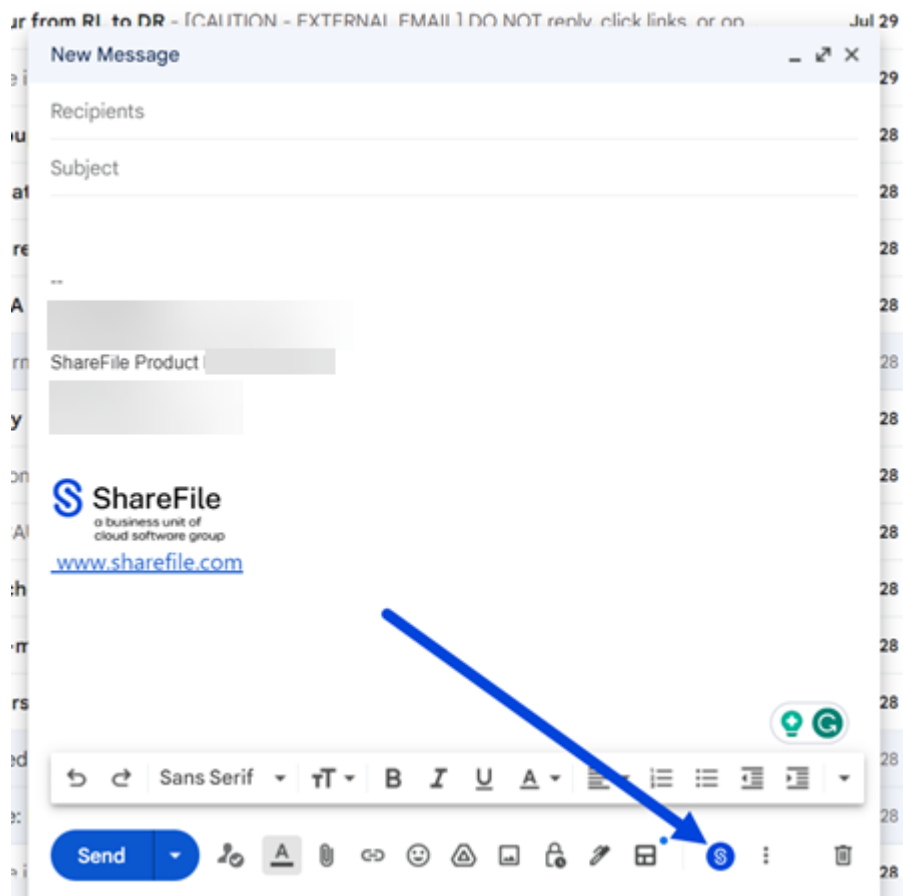 ur from RL to DR - [CAUTION - EXTERNAL EMAIL] DO NOT reply, click links, or op Jul 29
New Message
29
Recipients
28
Subject
28
28
--
28
ShareFile Product
28
28
28
ShareFile
a business unit of
cloud software group
28
www.sharefile.com
28
28
28
28
Sans Serif
B I U A
28
Send
A
28